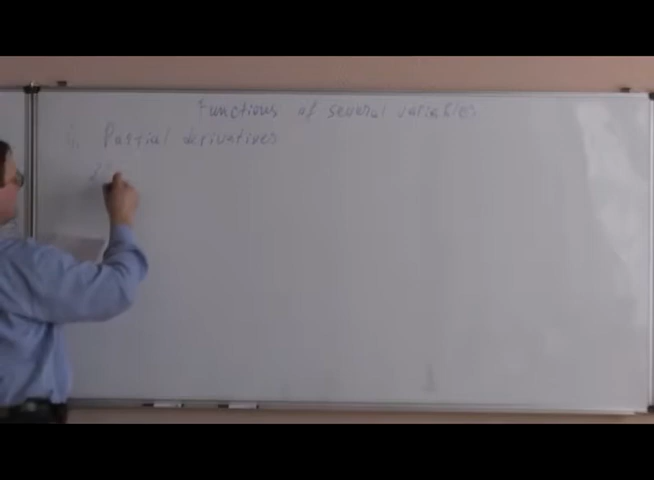 Functions of several variables
Partial derivatives